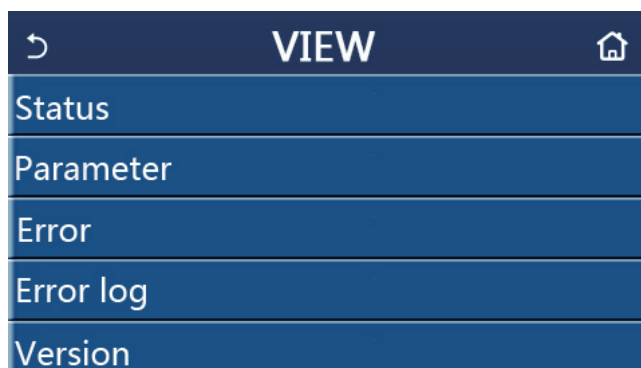 VIEW
Status
Parameter
Error
Error log
Version